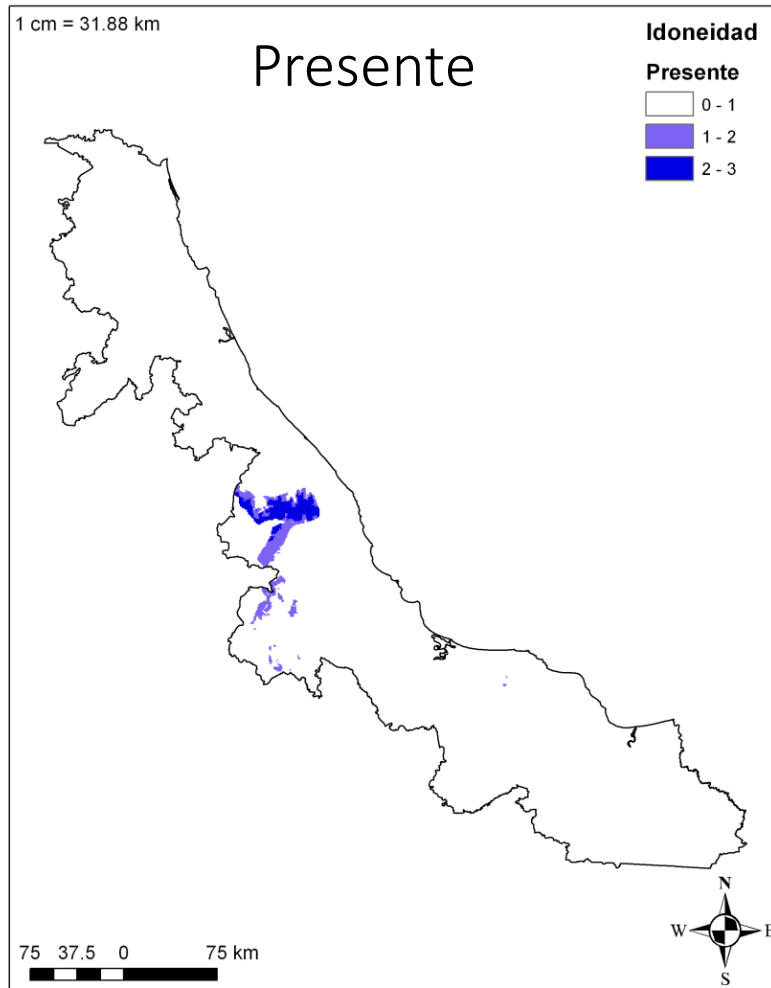 1 cm = 31.88 km
Presente
Idoneidad
Presente
0 - 1
1 - 2
2 - 3
N
W E
S
75 37.5 0 75 km